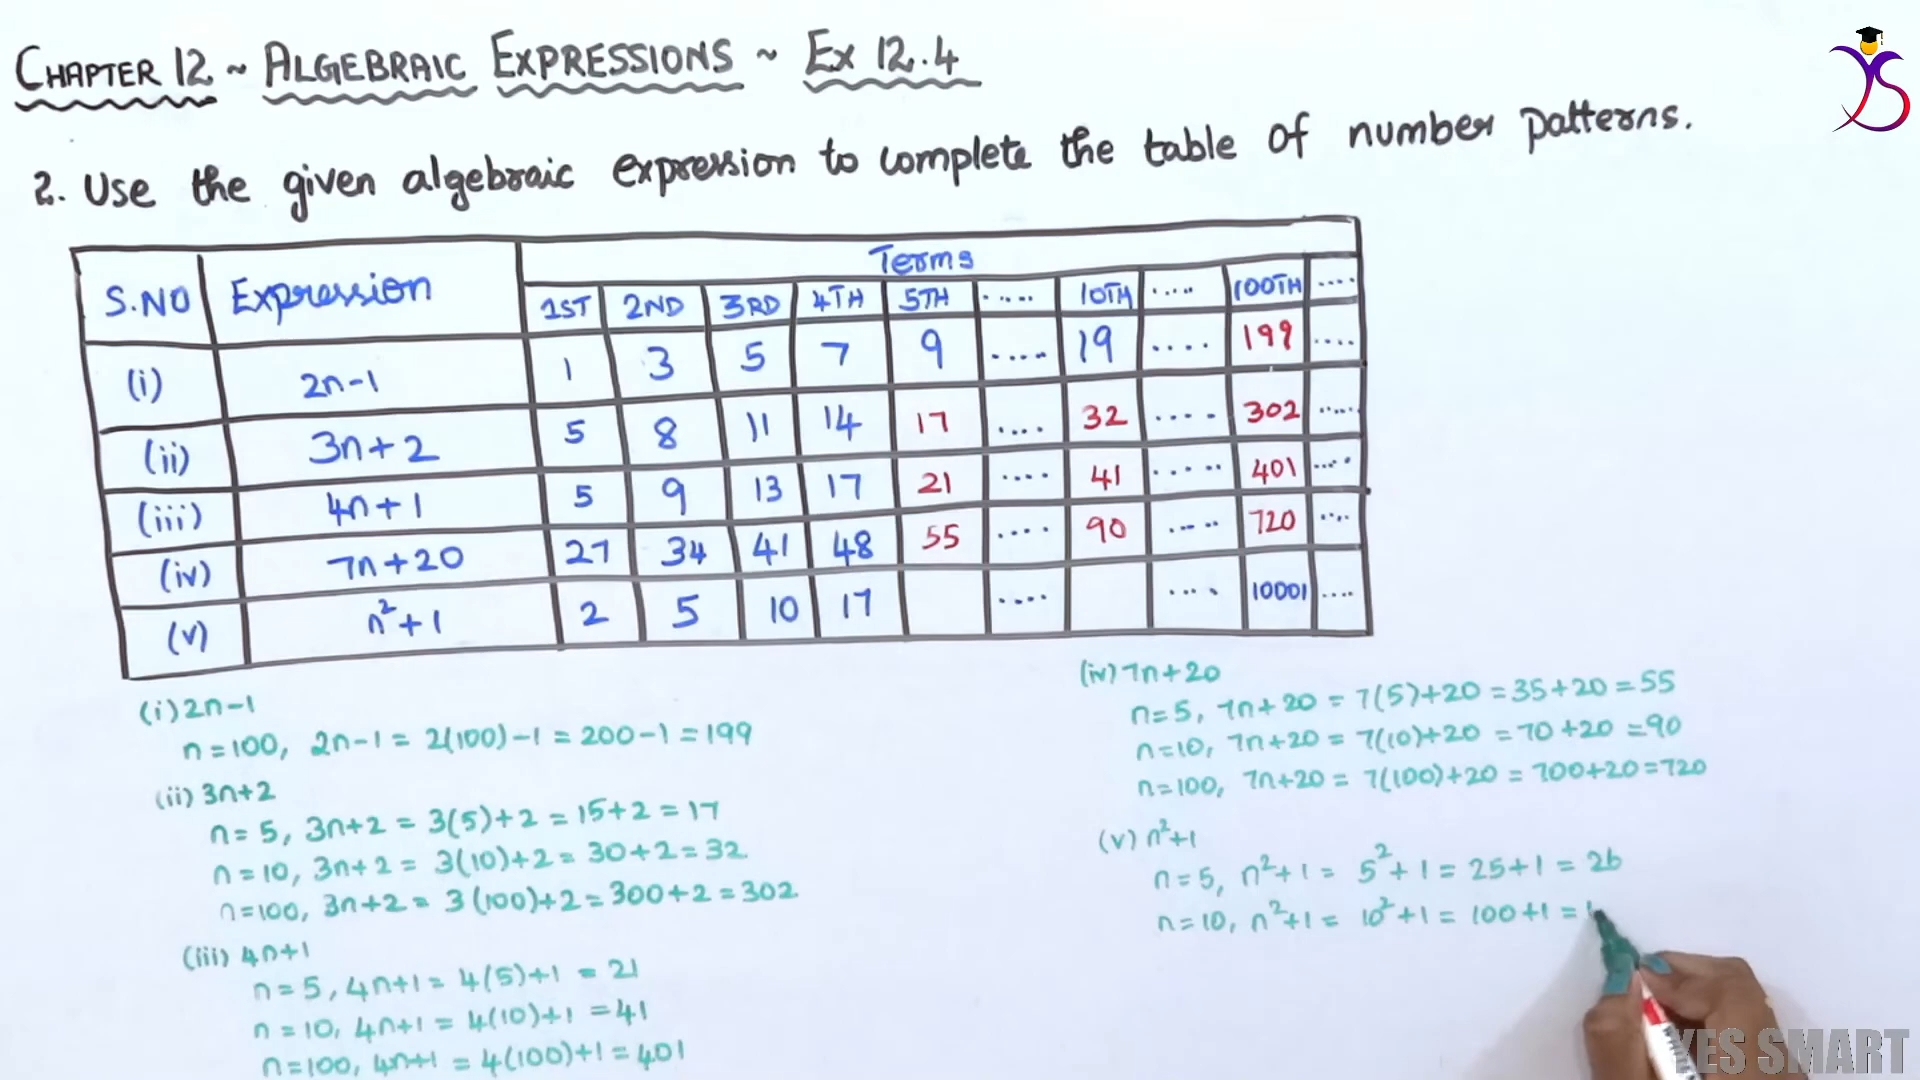 CHAPTER 12 ~ ALGEBRAIC EXPRESSIONS ~ Ex 12.4
2. Use the given algebraic expression to complete the table of number patterns.
S.NO Expression Terms
1ST 2ND 3RD 4TH 5TH ..... 10TH ..... 100TH ....
(i) 2n-1 1 3 5 7 9 ..... 19 .... 199 ....
(ii) 3n+2 5 8 11 14 17 .... 32 .... 302 .....
(iii) 4n+1 5 9 13 17 21 .... 41 ..... 401 ....
(iv) 7n+20 27 34 41 48 55 .... 90 .... 720 ....
(v) n²+1 2 5 10 17 .... .... 10001 ....
(i) 2n-1
n=100, 2n-1 = 2(100)-1 = 200-1 = 199
(ii) 3n+2
n=5, 3n+2 = 3(5)+2 = 15+2 = 17
n=10, 3n+2 = 3(10)+2 = 30+2 = 32
n=100, 3n+2 = 3(100)+2 = 300+2 = 302
(iii) 4n+1
n=5, 4n+1 = 4(5)+1 = 21
n=10, 4n+1 = 4(10)+1 = 41
n=100, 4n+1 = 4(100)+1 = 401
(iv) 7n+20
n=5, 7n+20 = 7(5)+20 = 35+20 = 55
n=10, 7n+20 = 7(10)+20 = 70+20 = 90
n=100, 7n+20 = 7(100)+20 = 700+20 = 720
(v) n²+1
n=5, n²+1 = 5²+1 = 25+1 = 26
n=10, n²+1 = 10²+1 = 100+1 = 1
YS
YES SMART